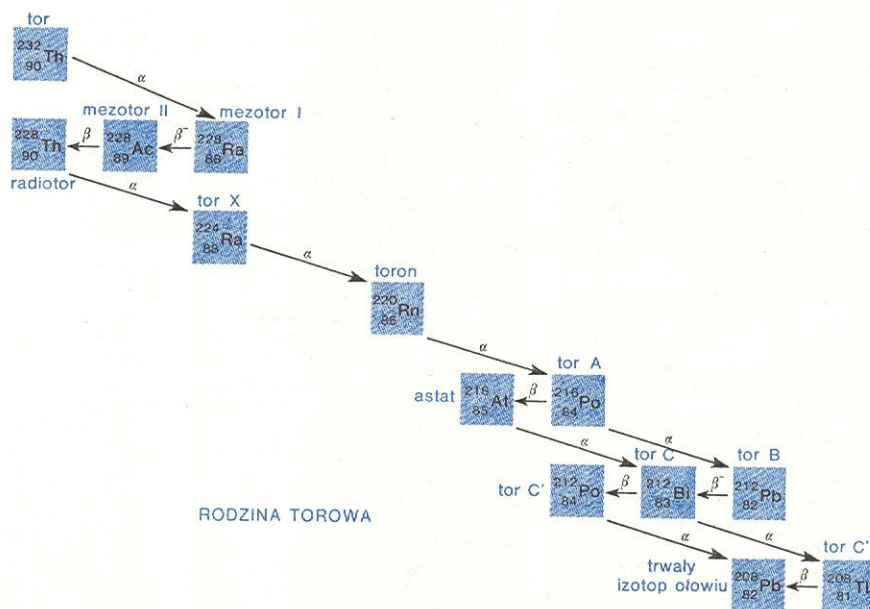 tor
232
90 Th
α
mezotor II
mezotor I
228
90 Th
β
228
89 Ac
β⁻
228
88 Ra
radiotor
α
tor X
224
88 Ra
α
toron
220
86 Rn
α
tor A
astat
216
85 At
β
216
84 Po
α
α
tor C
tor B
tor C'
212
84 Po
β
212
83 Bi
β⁻
212
82 Pb
RODZINA TOROWA
α
α
tor C"
trwały
izotop ołowiu
208
82 Pb
β
208
81 Tl